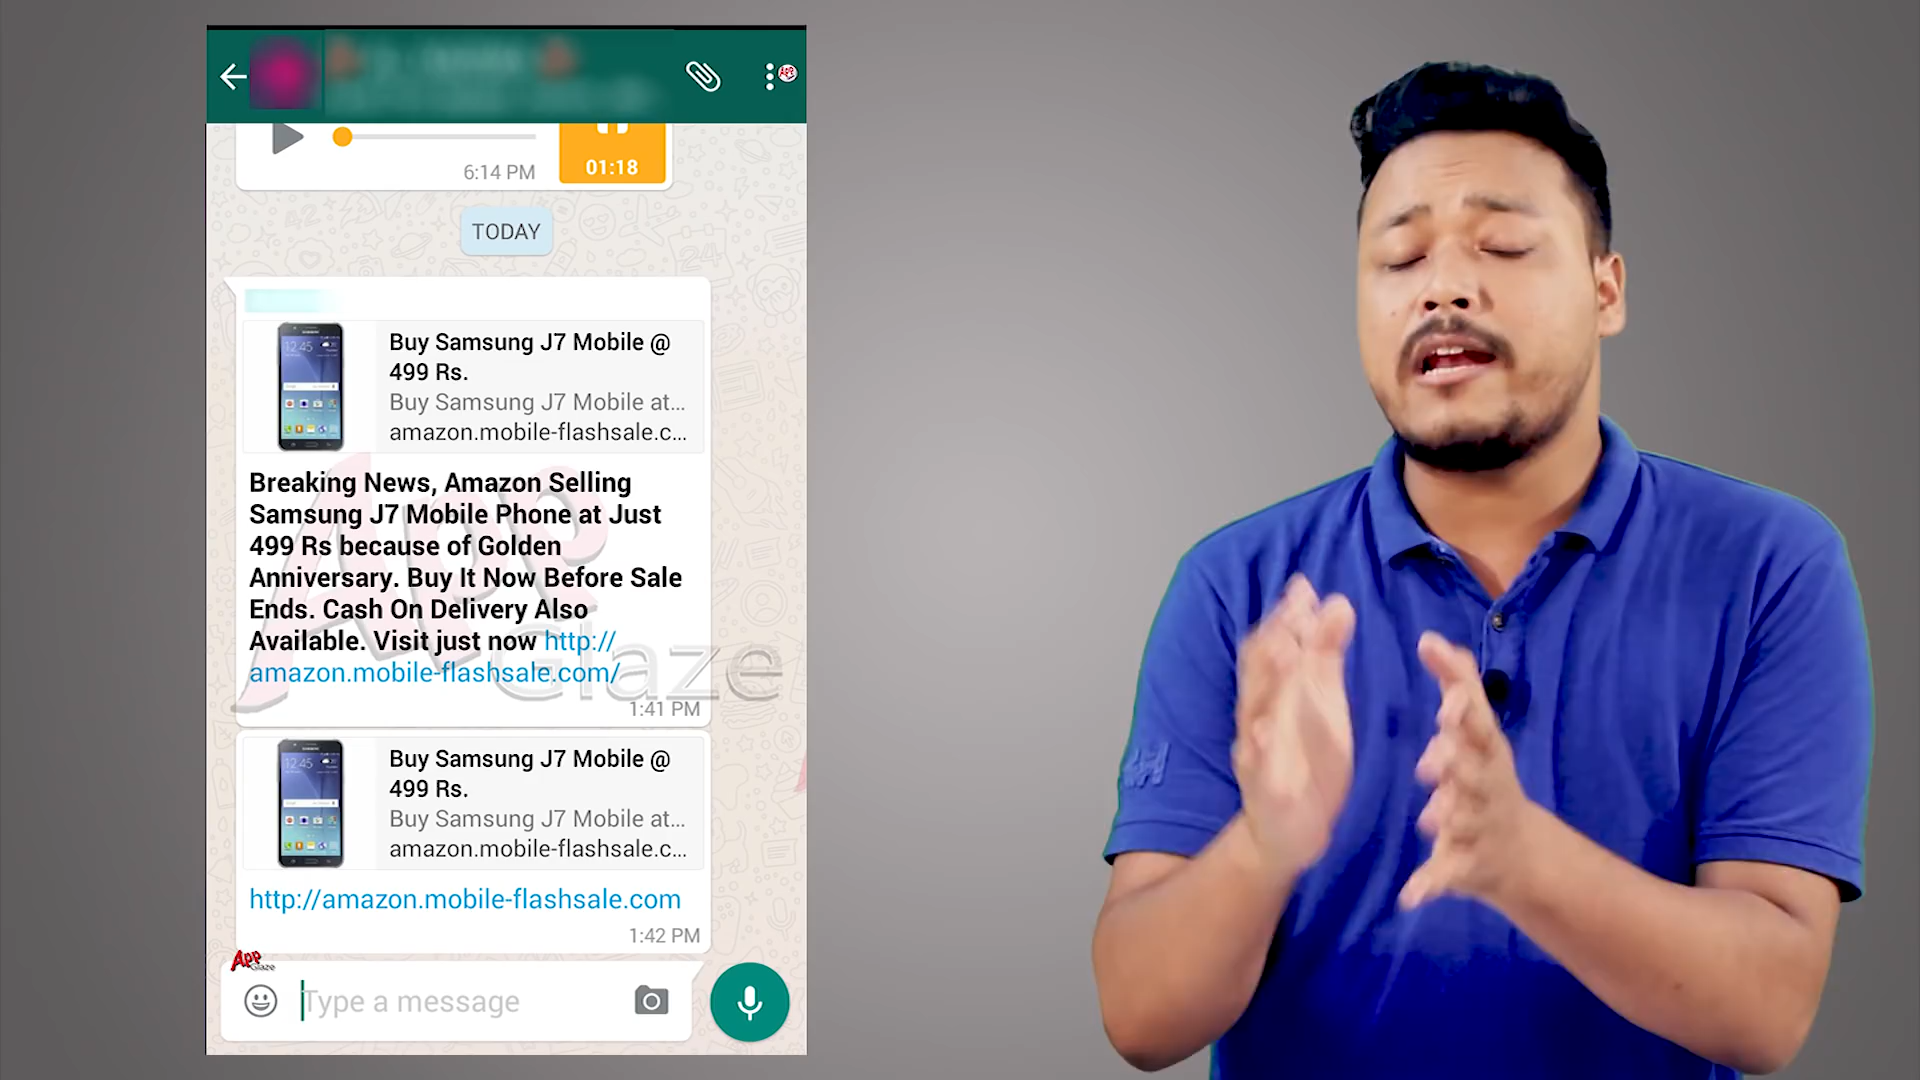 6:14 PM
01:18
TODAY
Buy Samsung J7 Mobile @
499 Rs.
Buy Samsung J7 Mobile at...
amazon.mobile-flashsale.c...
Breaking News, Amazon Selling
Samsung J7 Mobile Phone at Just
499 Rs because of Golden
Anniversary. Buy It Now Before Sale
Ends. Cash On Delivery Also
Available. Visit just now http://
amazon.mobile-flashsale.com/
1:41 PM
App
Glaze
Buy Samsung J7 Mobile @
499 Rs.
Buy Samsung J7 Mobile at...
amazon.mobile-flashsale.c...
http://amazon.mobile-flashsale.com
1:42 PM
App
Glaze
Type a message